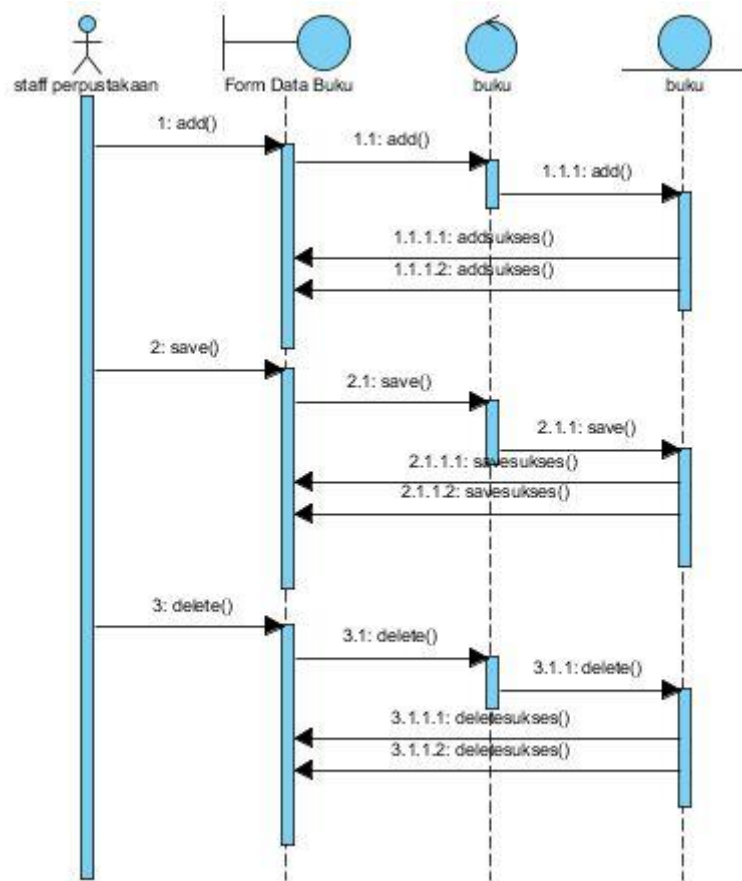 staff perpustakaan
Form Data Buku
buku
buku
1: add()
1.1: add()
1.1.1: add()
1.1.1.1: addsukses()
1.1.1.2: addsukses()
2: save()
2.1: save()
2.1.1: save()
2.1.1.1: savesukses()
2.1.1.2: savesukses()
3: delete()
3.1: delete()
3.1.1: delete()
3.1.1.1: deletesukses()
3.1.1.2: deletesukses()